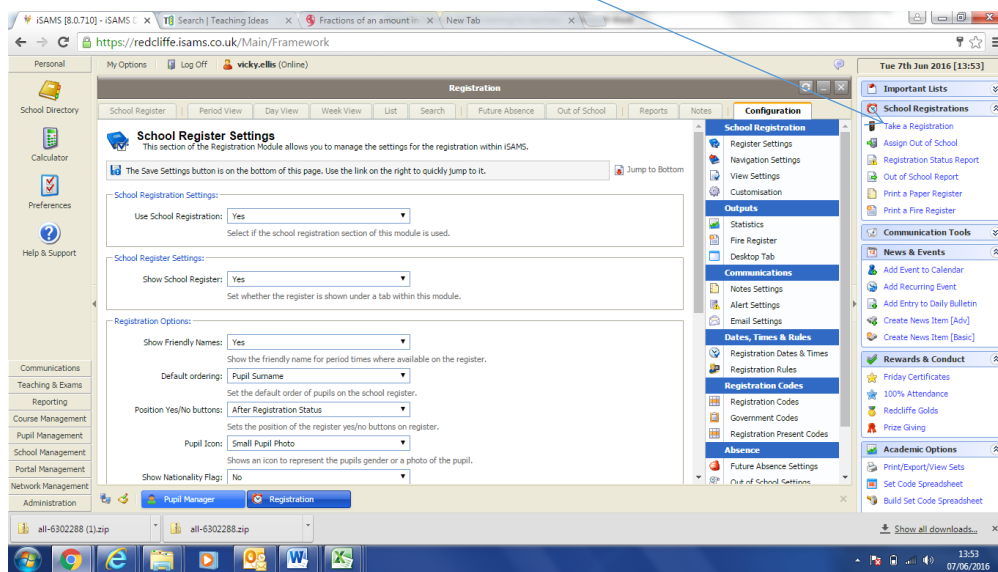 iSAMS [8.0.710] - iSAMS
Search | Teaching Ideas
Fractions of an amount in
New Tab
https://redcliffe.isams.co.uk/Main/Framework
Personal
My Options
Log Off
vicky.ellis (Online)
Tue 7th Jun 2016 [13:53]
School Directory
Calculator
Preferences
Help & Support
Communications
Teaching & Exams
Reporting
Course Management
Pupil Management
School Management
Portal Management
Network Management
Administration
Registration
School Register
Period View
Day View
Week View
List
Search
Future Absence
Out of School
Reports
Notes
Configuration
School Register Settings
This section of the Registration Module allows you to manage the settings for the registration within iSAMS.
The Save Settings button is on the bottom of this page. Use the link on the right to quickly jump to it.
Jump to Bottom
School Registration Settings:
Use School Registration: Yes
Select if the school registration section of this module is used.
School Register Settings:
Show School Register: Yes
Set whether the register is shown under a tab within this module.
Registration Options:
Show Friendly Names: Yes
Show the friendly name for period times where available on the register.
Default ordering: Pupil Surname
Set the default order of pupils on the school register.
Position Yes/No buttons: After Registration Status
Sets the position of the register yes/no buttons on register.
Pupil Icon: Small Pupil Photo
Shows an icon to represent the pupils gender or a photo of the pupil.
Show Nationality Flag: No
School Registration
Register Settings
Navigation Settings
View Settings
Customisation
Outputs
Statistics
Fire Register
Desktop Tab
Communications
Notes Settings
Alert Settings
Email Settings
Dates, Times & Rules
Registration Dates & Times
Registration Rules
Registration Codes
Registration Codes
Government Codes
Registration Present Codes
Absence
Future Absence Settings
Out of School Settings
Important Lists
School Registrations
Take a Registration
Assign Out of School
Registration Status Report
Out of School Report
Print a Paper Register
Print a Fire Register
Communication Tools
News & Events
Add Event to Calendar
Add Recurring Event
Add Entry to Daily Bulletin
Create News Item [Adv]
Create News Item [Basic]
Rewards & Conduct
Friday Certificates
100% Attendance
Redcliffe Golds
Prize Giving
Academic Options
Print/Export/View Sets
Set Code Spreadsheet
Build Set Code Spreadsheet
Pupil Manager
Registration
all-6302288 (1).zip
all-6302288.zip
Show all downloads...
13:53
07/06/2016